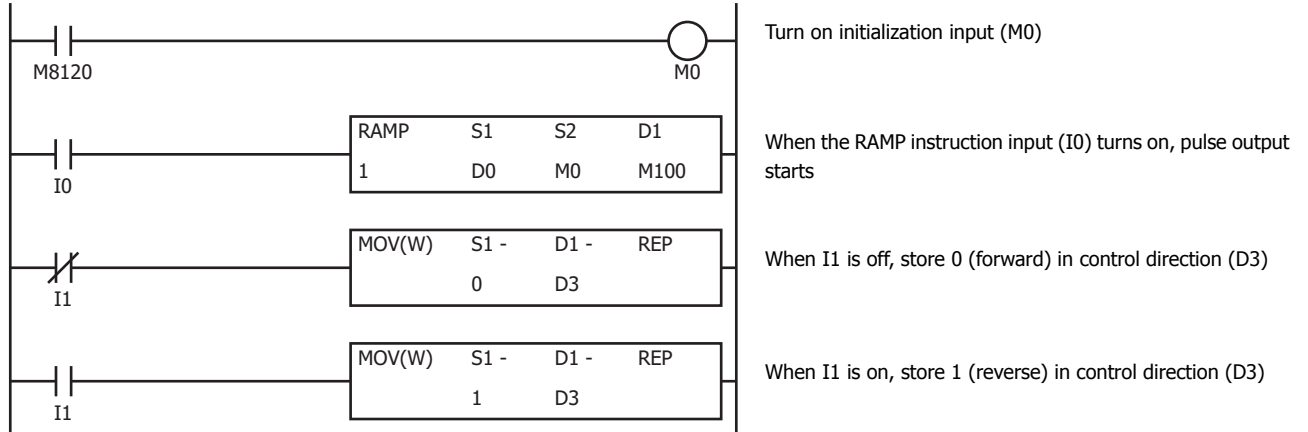 Turn on initialization input (M0)
M8120
M0
RAMP S1 S2 D1
1 D0 M0 M100
When the RAMP instruction input (I0) turns on, pulse output
starts
I0
MOV(W) S1 - D1 - REP
0 D3
When I1 is off, store 0 (forward) in control direction (D3)
I1
MOV(W) S1 - D1 - REP
1 D3
When I1 is on, store 1 (reverse) in control direction (D3)
I1